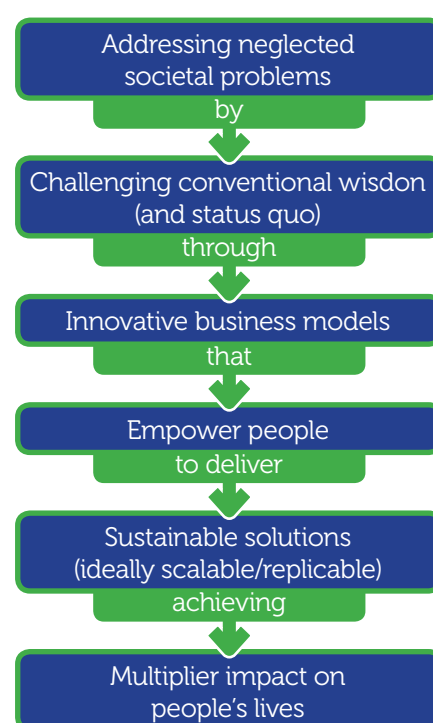 Addressing neglected
societal problems
by
Challenging conventional wisdon
(and status quo)
through
Innovative business models
that
Empower people
to deliver
Sustainable solutions
(ideally scalable/replicable)
achieving
Multiplier impact on
people's lives